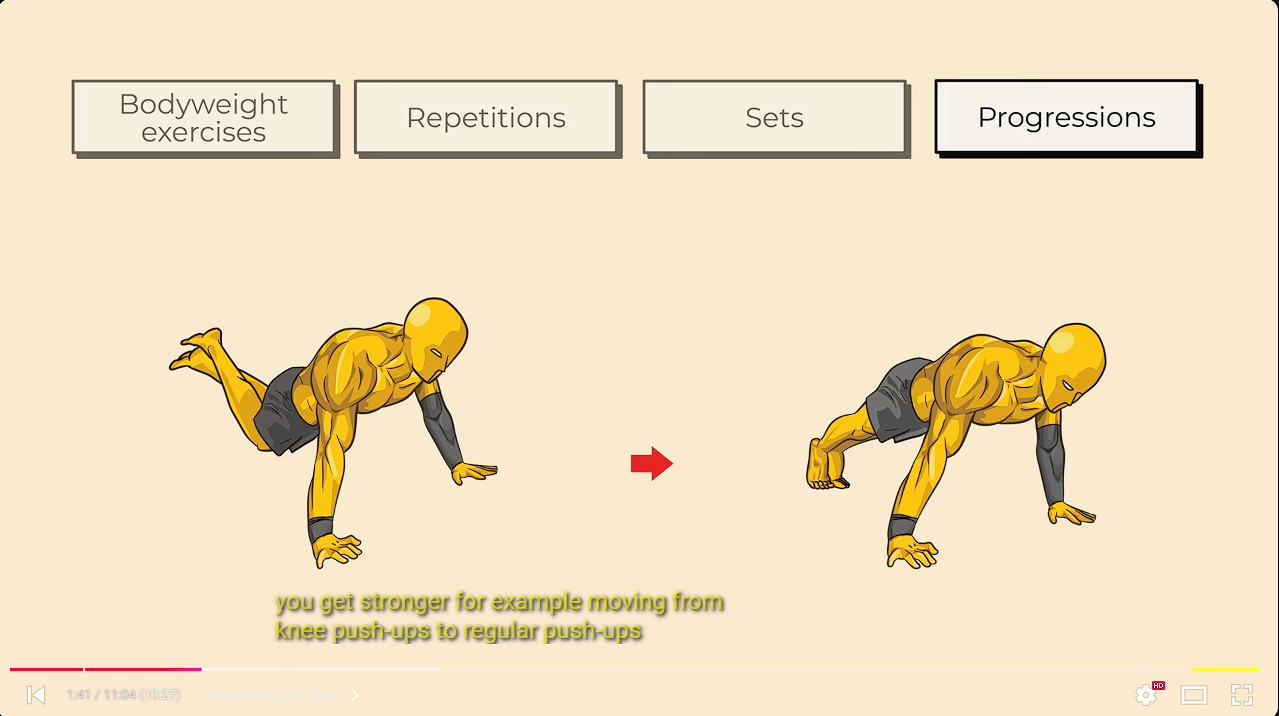 Bodyweight
exercises
Repetitions
Sets
Progressions
you get stronger for example moving from
knee push-ups to regular push-ups
HD
1:41 / 11:04 (10:27)